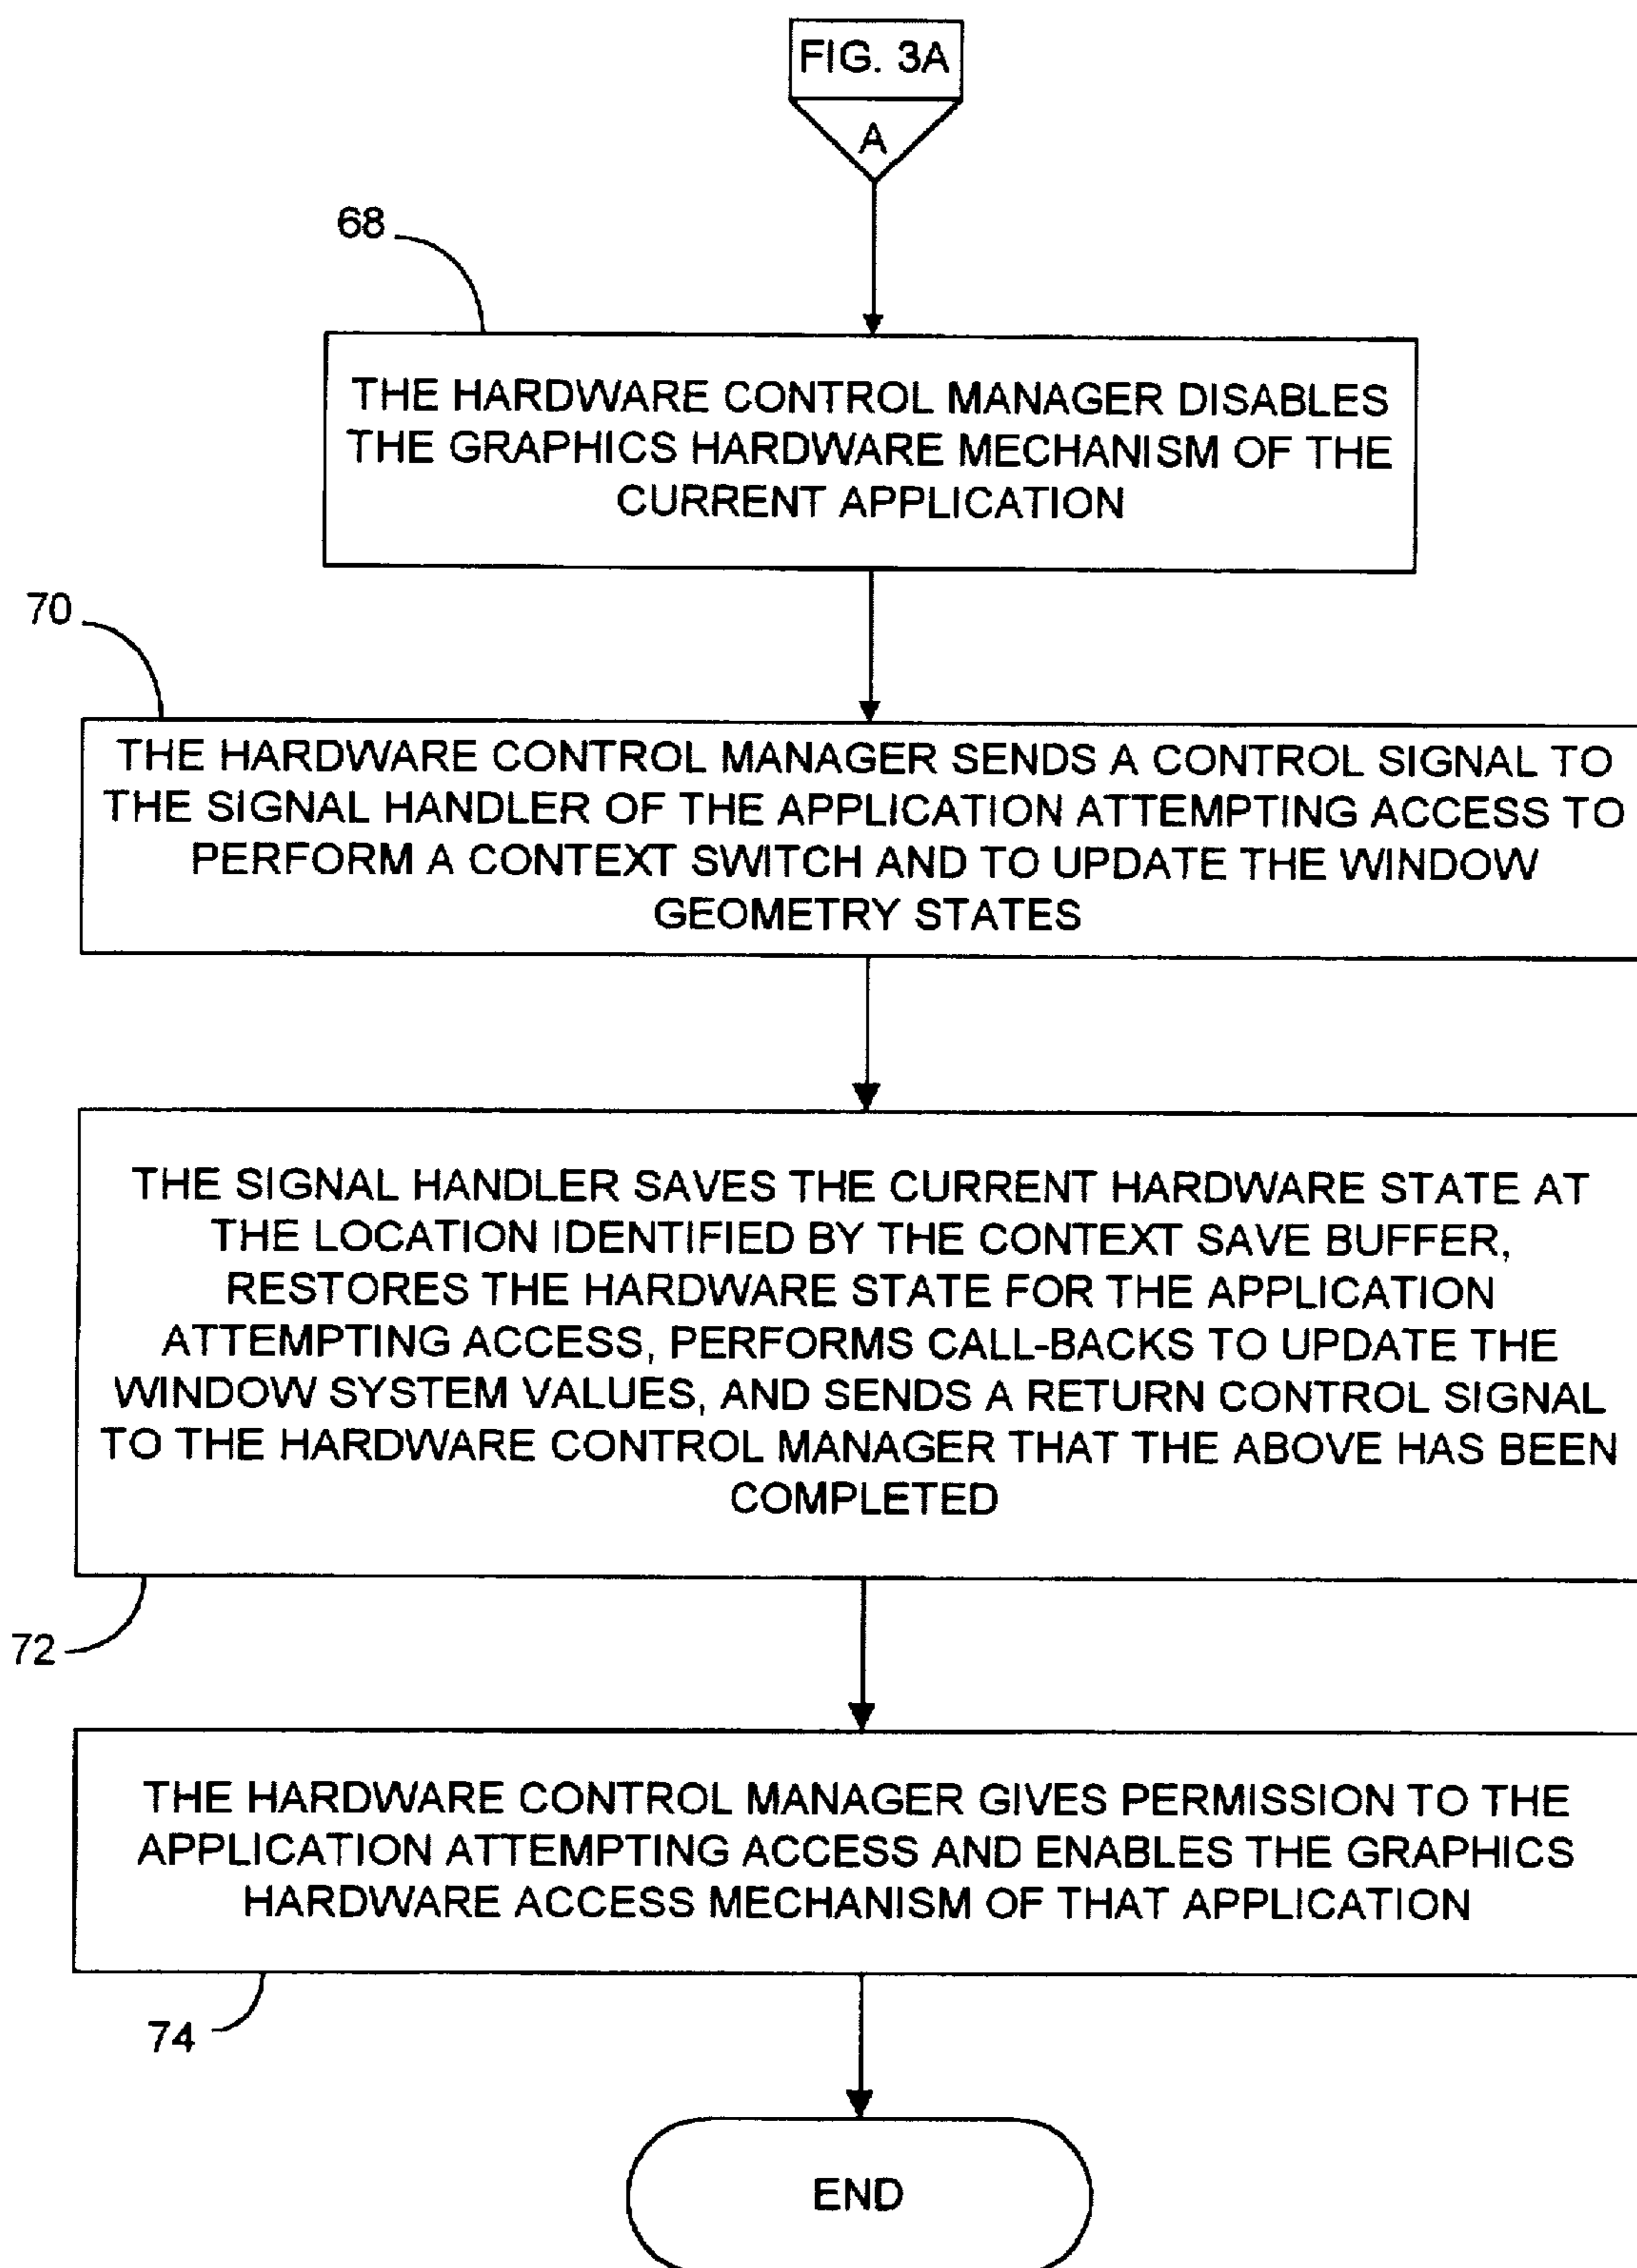 FIG. 3A
A
68
THE HARDWARE CONTROL MANAGER DISABLES
THE GRAPHICS HARDWARE MECHANISM OF THE
CURRENT APPLICATION
70
THE HARDWARE CONTROL MANAGER SENDS A CONTROL SIGNAL TO
THE SIGNAL HANDLER OF THE APPLICATION ATTEMPTING ACCESS TO
PERFORM A CONTEXT SWITCH AND TO UPDATE THE WINDOW
GEOMETRY STATES
THE SIGNAL HANDLER SAVES THE CURRENT HARDWARE STATE AT
THE LOCATION IDENTIFIED BY THE CONTEXT SAVE BUFFER,
RESTORES THE HARDWARE STATE FOR THE APPLICATION
ATTEMPTING ACCESS, PERFORMS CALL-BACKS TO UPDATE THE
WINDOW SYSTEM VALUES, AND SENDS A RETURN CONTROL SIGNAL
TO THE HARDWARE CONTROL MANAGER THAT THE ABOVE HAS BEEN
COMPLETED
72
THE HARDWARE CONTROL MANAGER GIVES PERMISSION TO THE
APPLICATION ATTEMPTING ACCESS AND ENABLES THE GRAPHICS
HARDWARE ACCESS MECHANISM OF THAT APPLICATION
74
END